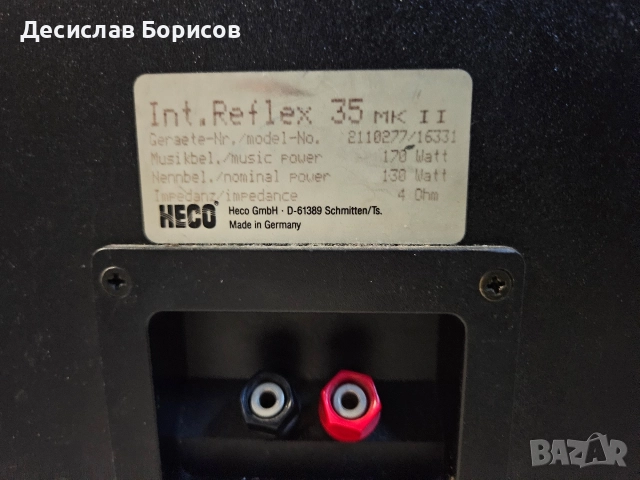 Десислав Борисов
Int.Reflex 35 MK II
Geraete-Nr./model-No. 2110277/16331
Musikbel./music power 170 Watt
Nennbel./nominal power 130 Watt
Impedanz/impedance 4 Ohm
HECO Heco GmbH · D-61389 Schmitten/Ts.
Made in Germany
BAZAR